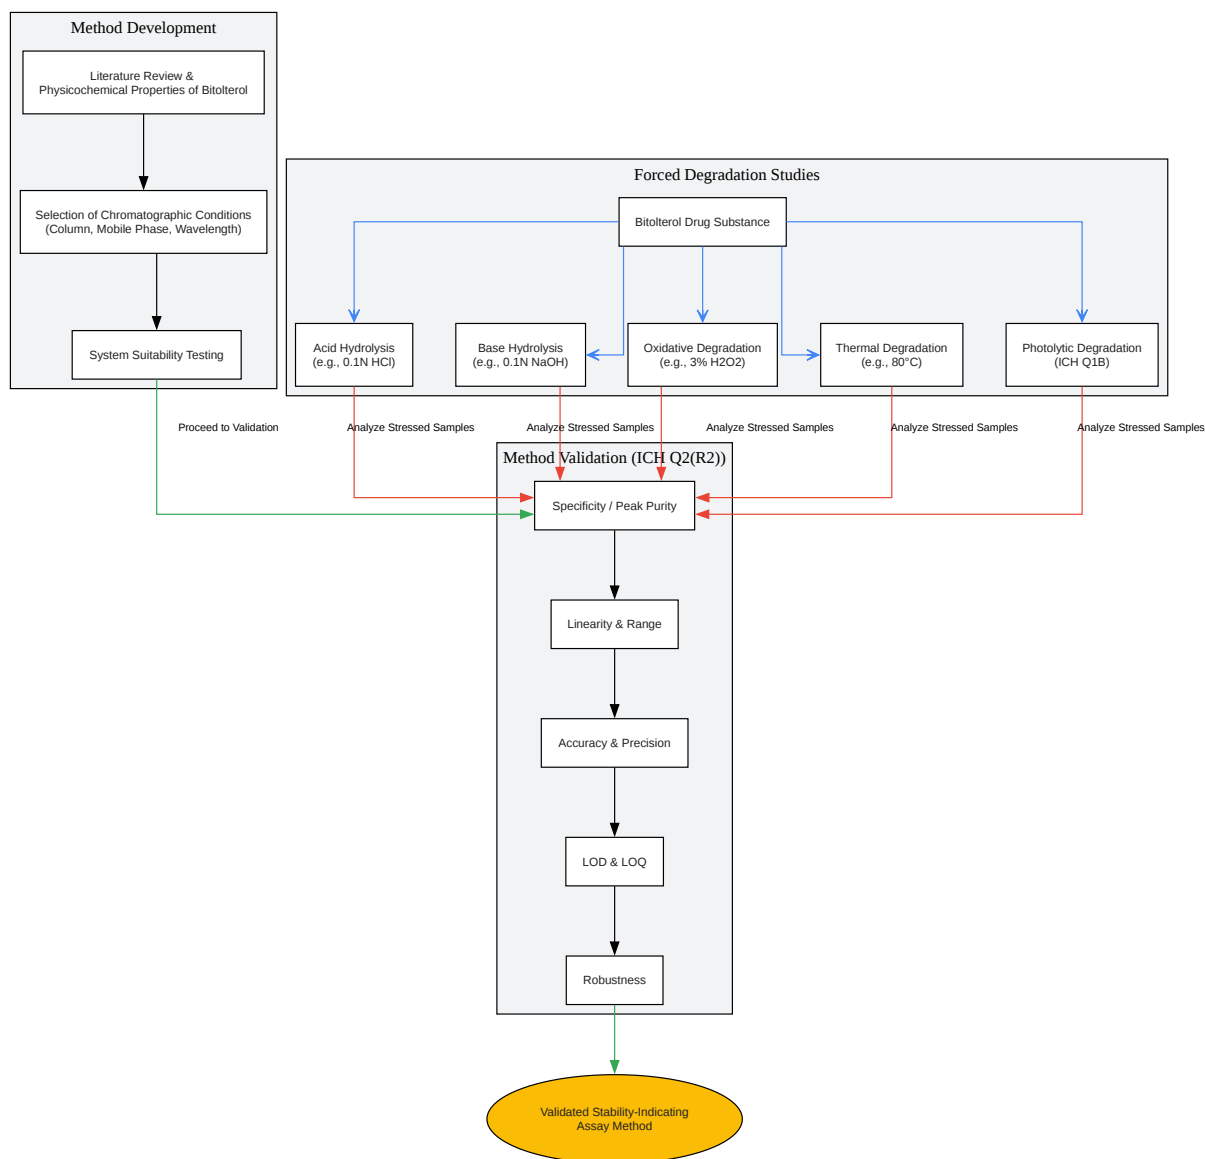 Method Development
Literature Review &
Physicochemical Properties of Bitolterol
Selection of Chromatographic Conditions
(Column, Mobile Phase, Wavelength)
System Suitability Testing
Forced Degradation Studies
Bitolterol Drug Substance
Acid Hydrolysis
(e.g., 0.1N HCl)
Base Hydrolysis
(e.g., 0.1N NaOH)
Oxidative Degradation
(e.g., 3% H2O2)
Thermal Degradation
(e.g., 80°C)
Photolytic Degradation
(ICH Q1B)
Proceed to Validation
Analyze Stressed Samples
Analyze Stressed Samples
Analyze Stressed Samples
Analyze Stressed Samples
Analyze Stressed Samples
Method Validation (ICH Q2(R2))
Specificity / Peak Purity
Linearity & Range
Accuracy & Precision
LOD & LOQ
Robustness
Validated Stability-Indicating
Assay Method